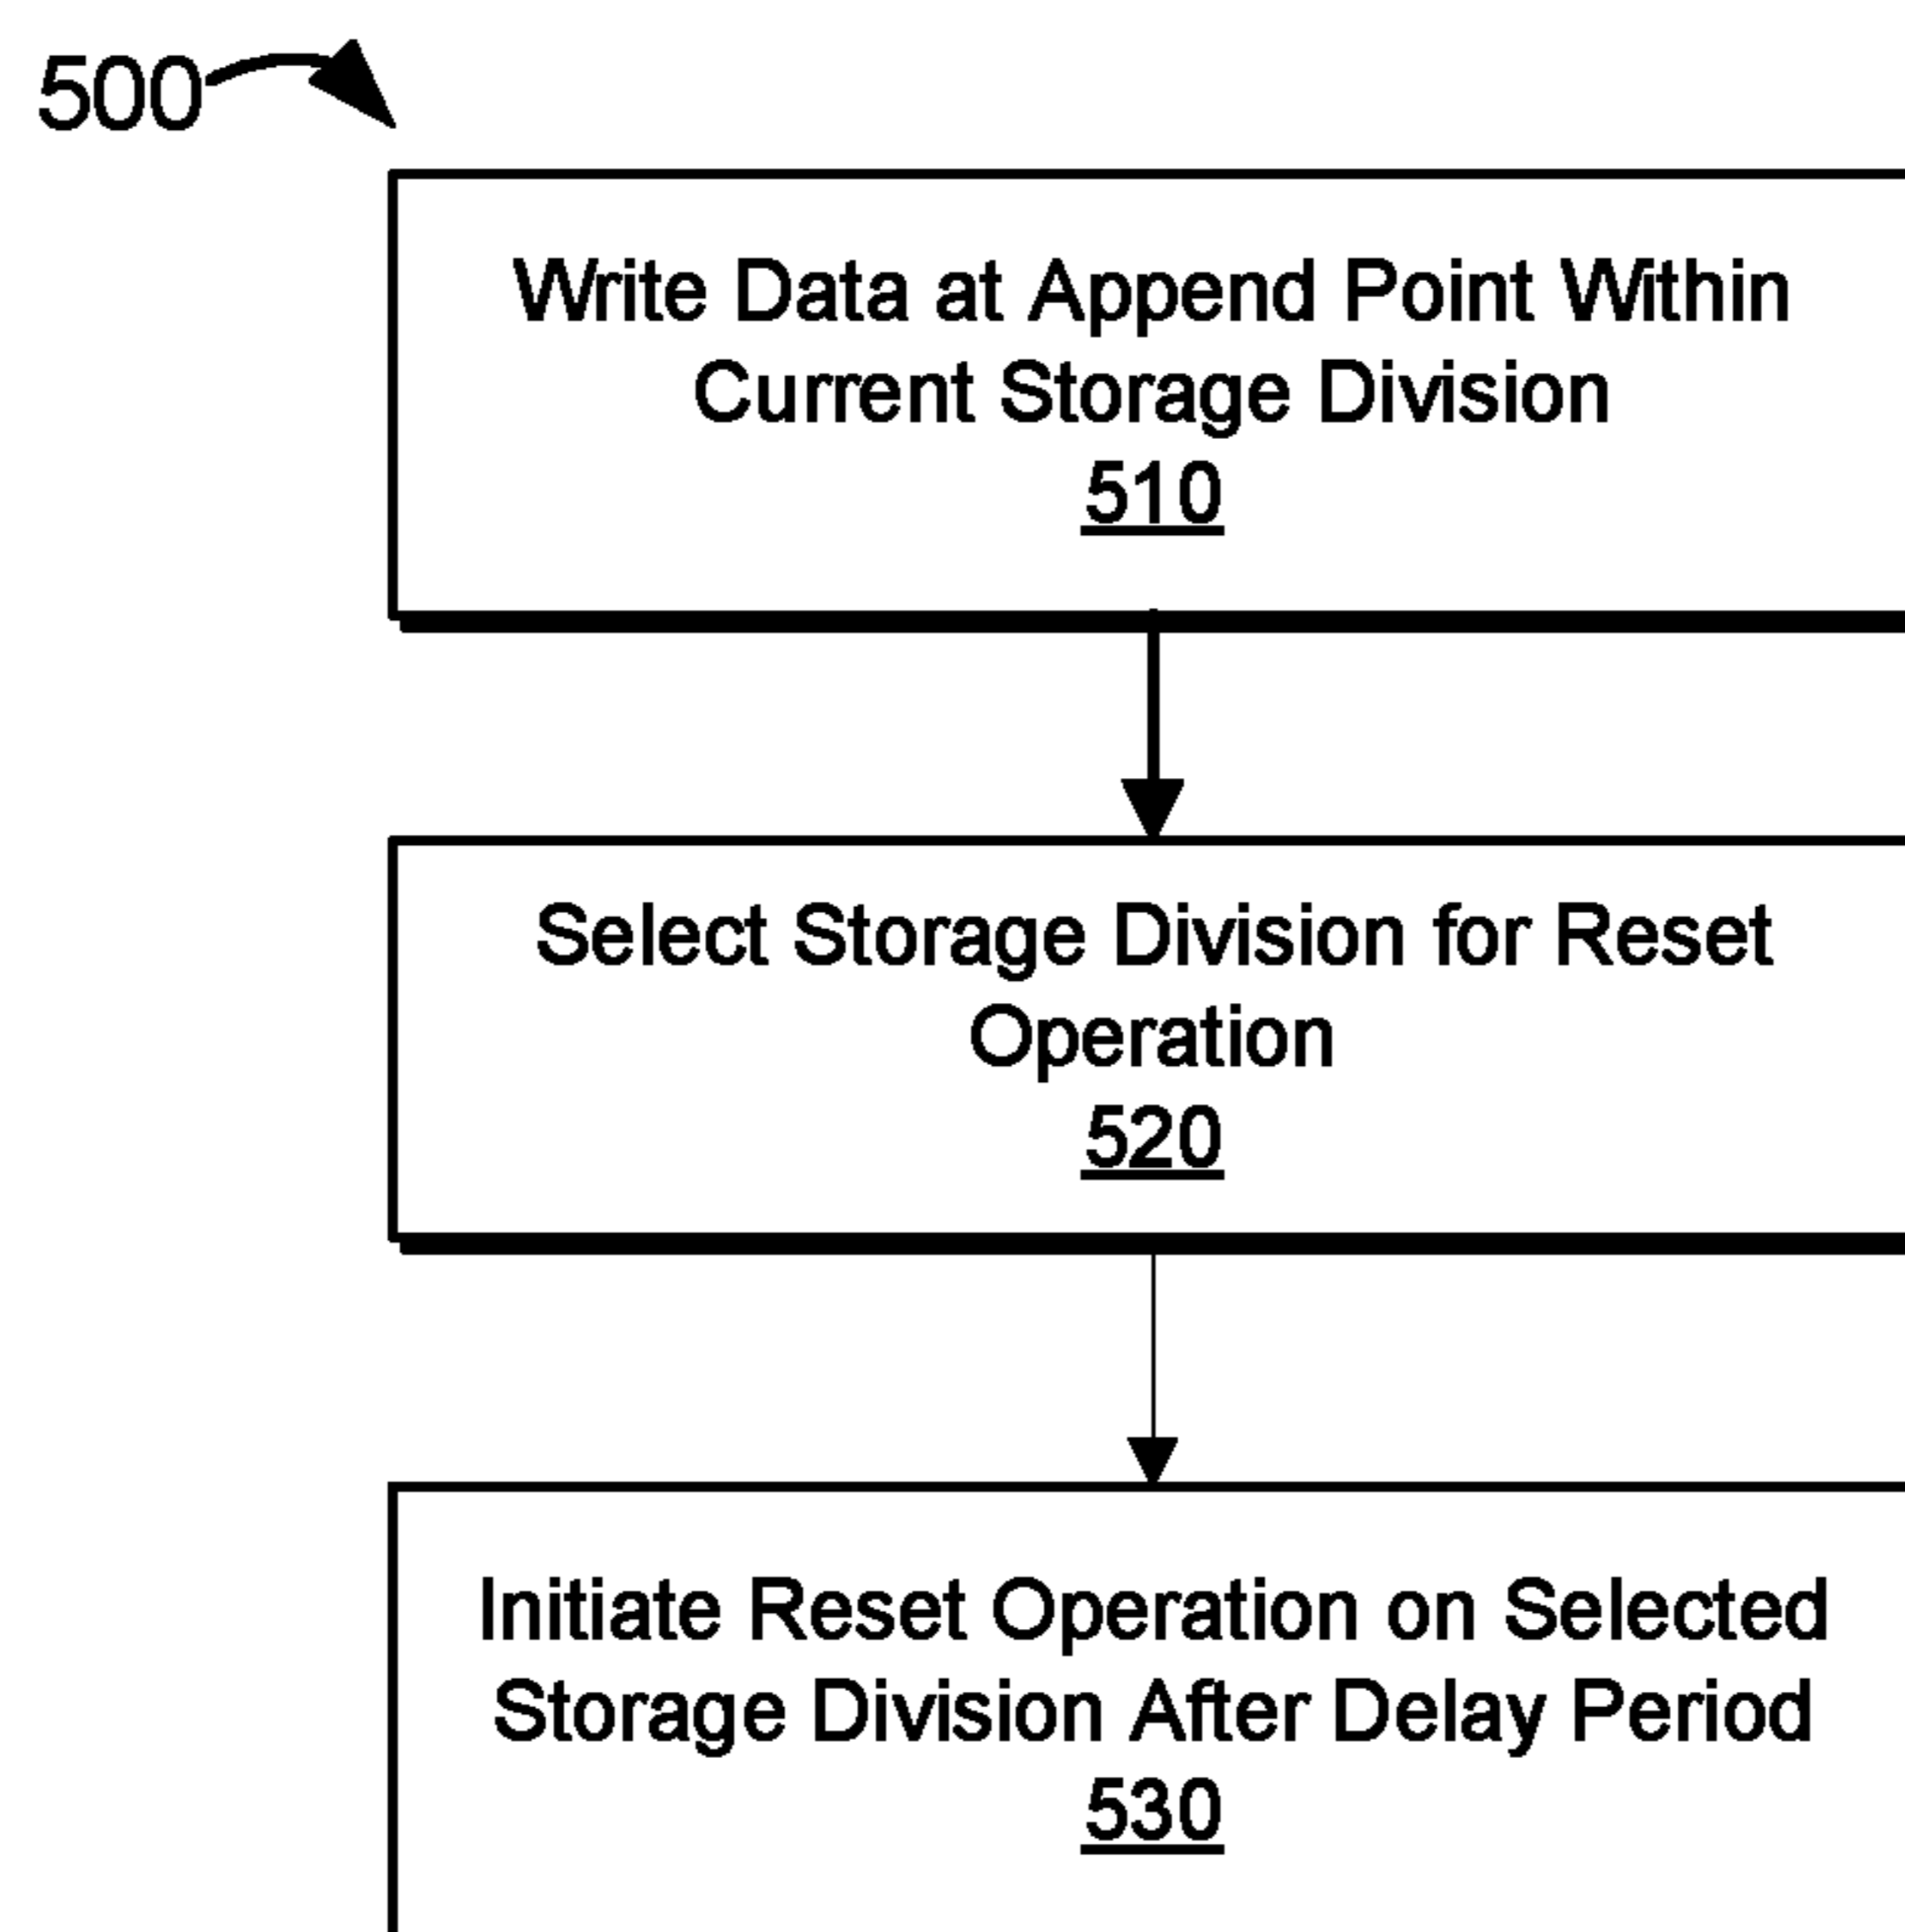 500
Write Data at Append Point Within
Current Storage Division
510
Select Storage Division for Reset
Operation
520
Initiate Reset Operation on Selected
Storage Division After Delay Period
530